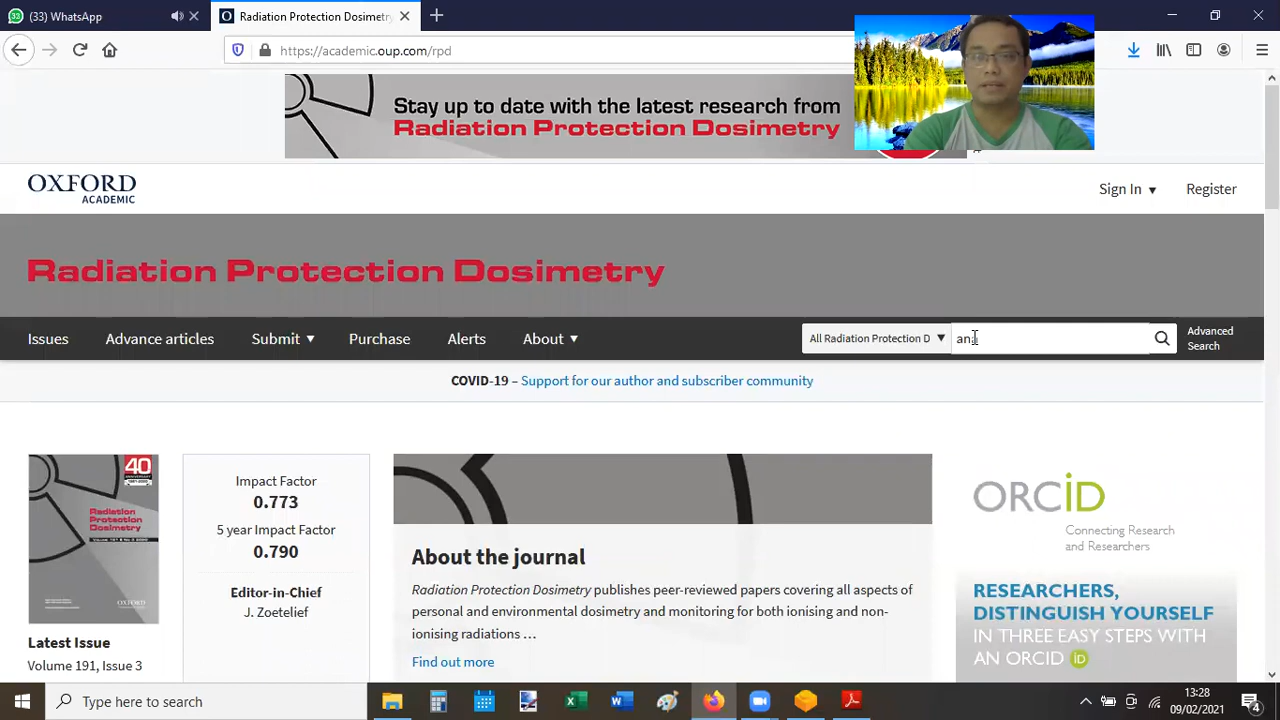 (33) WhatsApp
Radiation Protection Dosimetry
https://academic.oup.com/rpd
Stay up to date with the latest research from
Radiation Protection Dosimetry
OXFORD
ACADEMIC
Sign In
Register
Radiation Protection Dosimetry
Issues
Advance articles
Submit
Purchase
Alerts
About
All Radiation Protection D
an
Advanced
Search
COVID-19 – Support for our author and subscriber community
40
Radiation
Protection
Dosimetry
Latest Issue
Volume 191, Issue 3
Impact Factor
0.773
5 year Impact Factor
0.790
Editor-in-Chief
J. Zoetelief
About the journal
Radiation Protection Dosimetry publishes peer-reviewed papers covering all aspects of
personal and environmental dosimetry and monitoring for both ionising and non-
ionising radiations …
Find out more
ORCiD
Connecting Research
and Researchers
RESEARCHERS,
DISTINGUISH YOURSELF
IN THREE EASY STEPS WITH
AN ORCID iD
Type here to search
13:28
09/02/2021
4